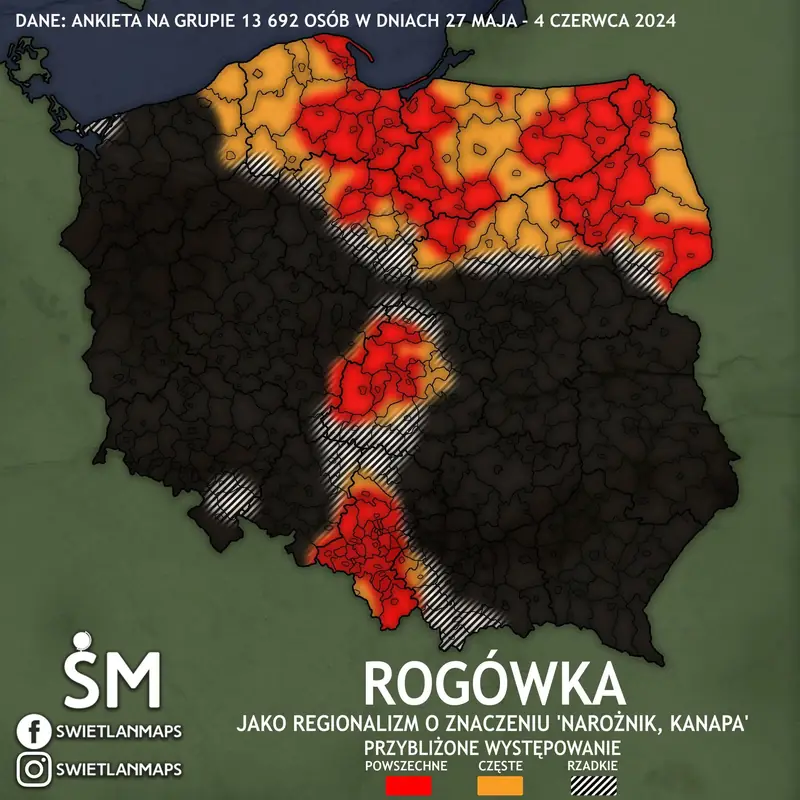 DANE: ANKIETA NA GRUPIE 13 692 OSÓB W DNIACH 27 MAJA - 4 CZERWCA 2024
ŚM
SWIETLANMAPS
SWIETLANMAPS
ROGÓWKA
JAKO REGIONALIZM O ZNACZENIU 'NAROŻNIK, KANAPA'
PRZYBLIŻONE WYSTĘPOWANIE
POWSZECHNE CZĘSTE RZADKIE